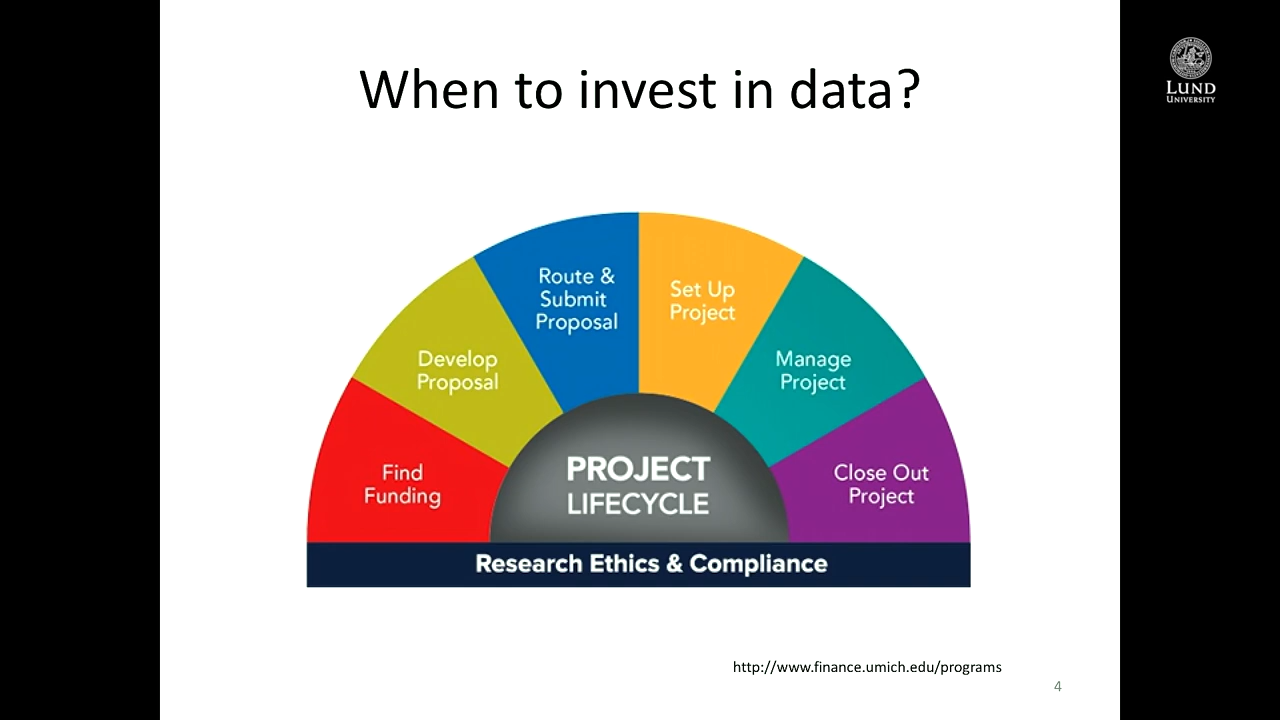 When to invest in data?
LUND
UNIVERSITY
Route &
Submit
Proposal
Set Up
Project
Develop
Proposal
Manage
Project
Find
Funding
PROJECT
LIFECYCLE
Close Out
Project
Research Ethics & Compliance
http://www.finance.umich.edu/programs
4